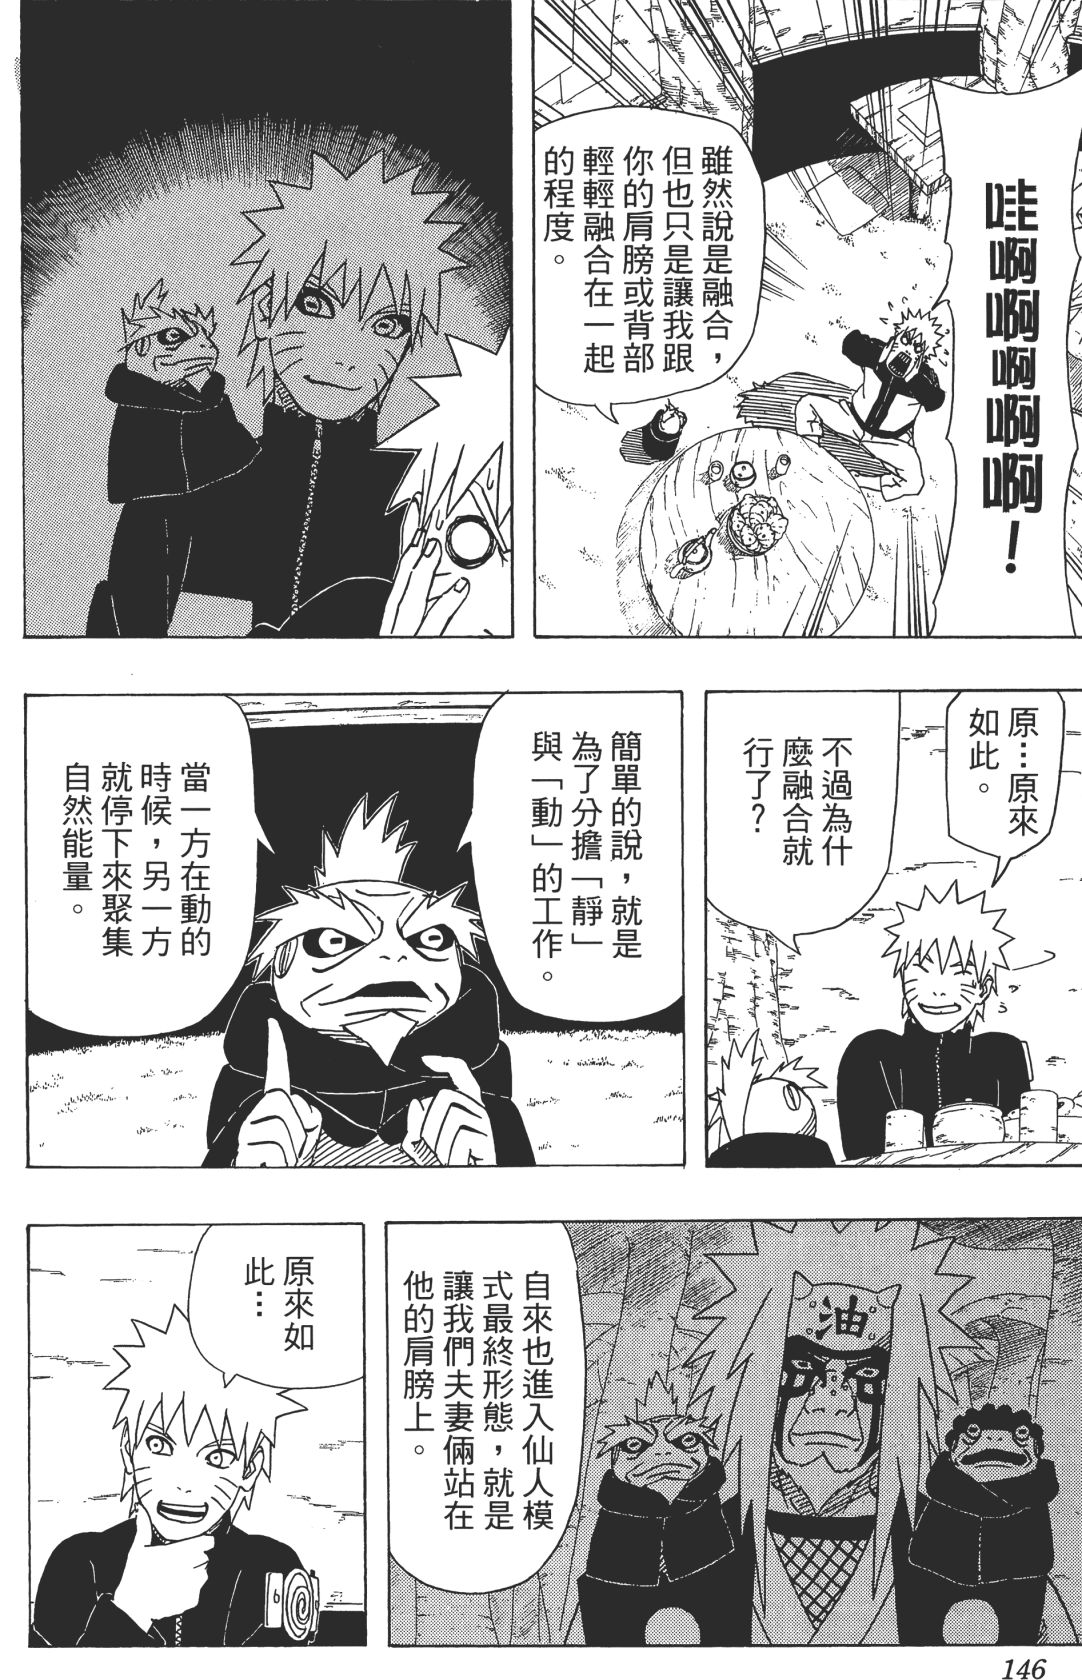 雖然說是融合，
但也只是讓我跟
你的肩膀或背部
輕輕融合在一起
的程度。
原…原來
如此。
不過為什
麼融合就
行了？
簡單的說，就是
為了分擔「靜」
與「動」的工作。
當一方在動的
時候，另一方
就停下來聚集
自然能量。
油
自來也進入仙人模
式最終形態，就是
讓我們夫妻倆站在
他的肩膀上。
原來如
此…
146